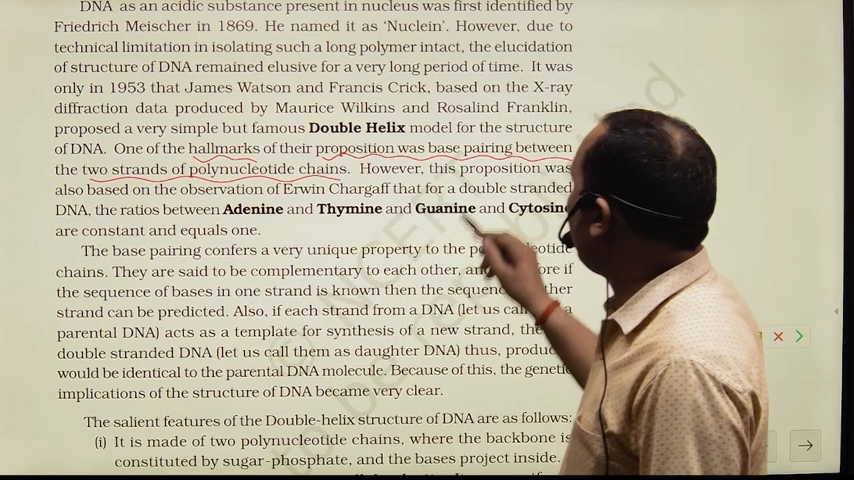 DNA as an acidic substance present in nucleus was first identified by
Friedrich Meischer in 1869. He named it as ‘Nuclein’. However, due to
technical limitation in isolating such a long polymer intact, the elucidation
of structure of DNA remained elusive for a very long period of time. It was
only in 1953 that James Watson and Francis Crick, based on the X-ray
diffraction data produced by Maurice Wilkins and Rosalind Franklin,
proposed a very simple but famous Double Helix model for the structure
of DNA. One of the hallmarks of their proposition was base pairing between
the two strands of polynucleotide chains. However, this proposition was
also based on the observation of Erwin Chargaff that for a double stranded
DNA, the ratios between Adenine and Thymine and Guanine and Cytosine
are constant and equals one.
The base pairing confers a very unique property to the
chains. They are said to be complementary to each other, and if
the sequence of bases in one strand is known then the
strand can be predicted. Also, if each strand from a DNA (let us a
parental DNA) acts as a template for synthesis of a new strand, the
double stranded DNA (let us call them as daughter DNA) thus,
would be identical to the parental DNA molecule. Because of this, the genetic
implications of the structure of DNA became very clear.
The salient features of the Double-helix structure of DNA are as follows:
(i) It is made of two polynucleotide chains, where the backbone is
constituted by sugar-phosphate, and the bases project inside.